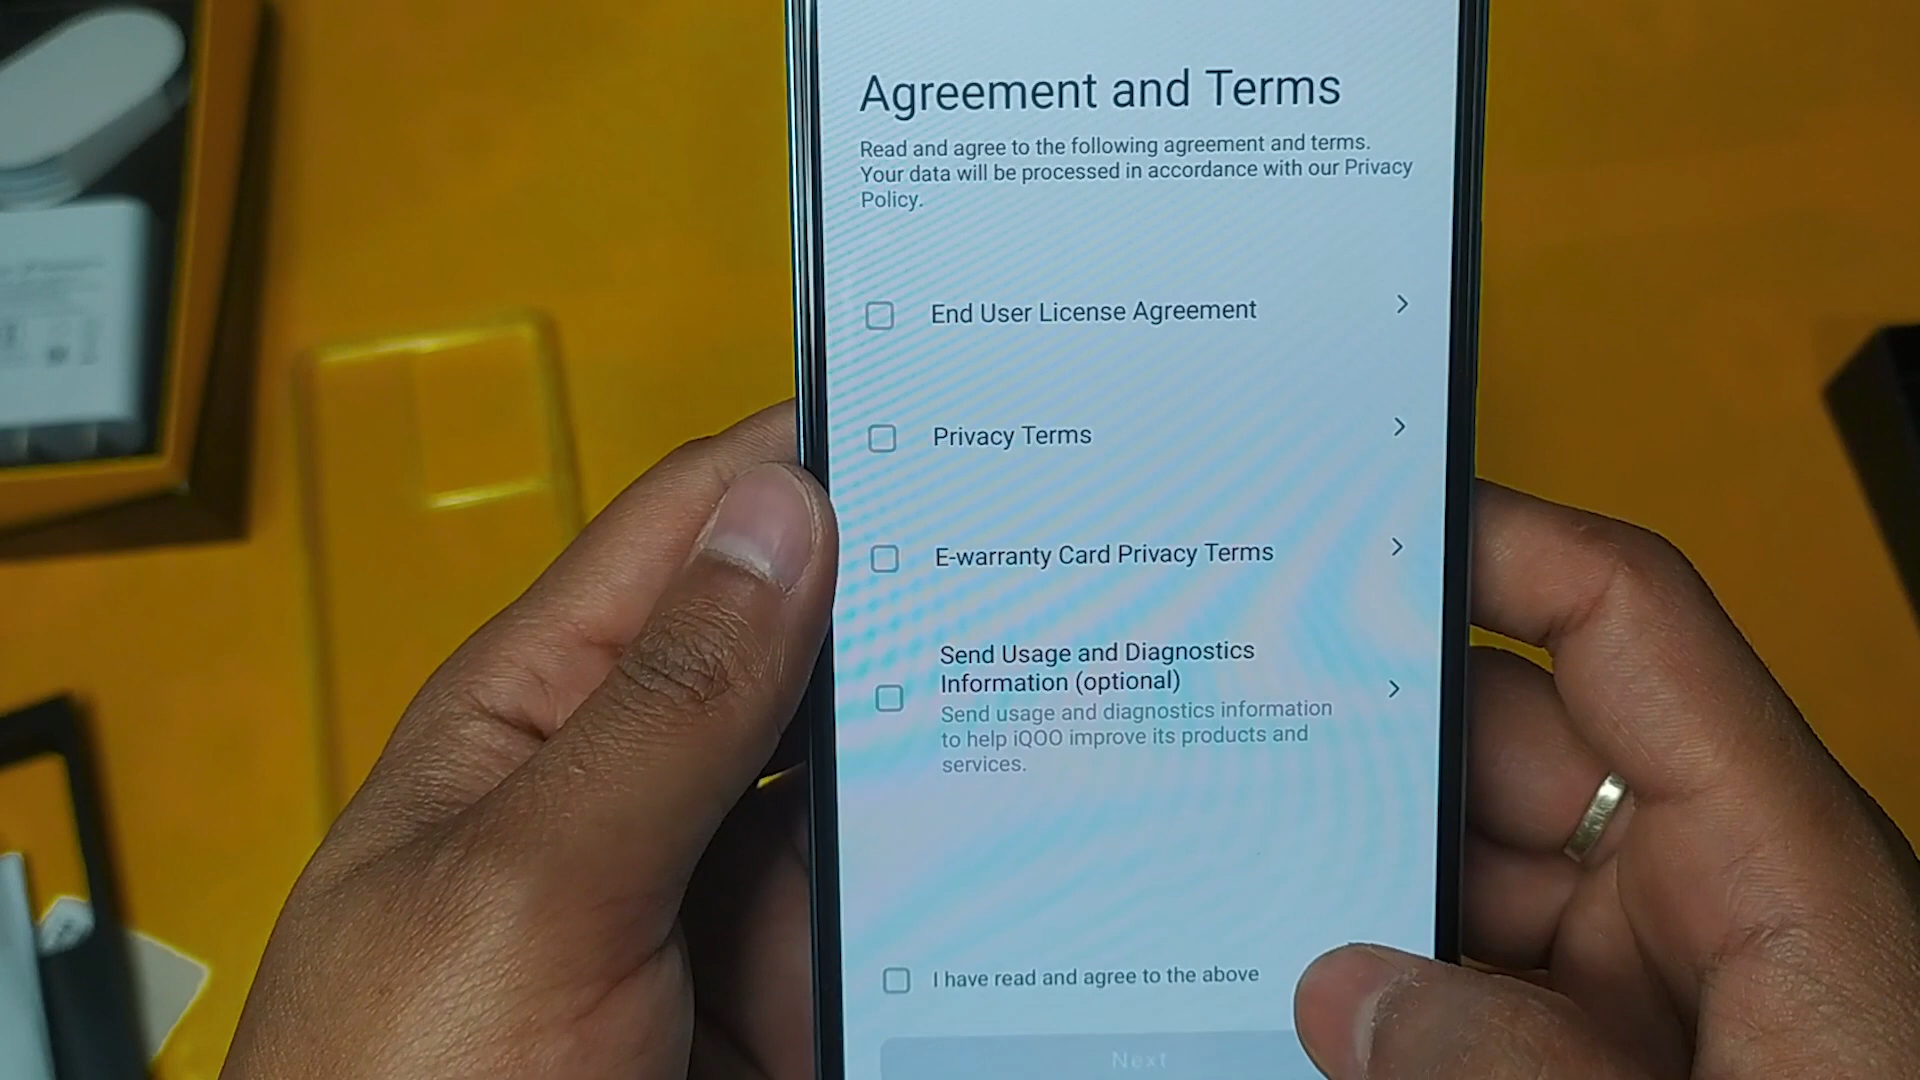 Agreement and Terms
Read and agree to the following agreement and terms.
Your data will be processed in accordance with our Privacy
Policy.
End User License Agreement
Privacy Terms
E-warranty Card Privacy Terms
Send Usage and Diagnostics
Information (optional)
Send usage and diagnostics information
to help iQOO improve its products and
services.
I have read and agree to the above
Next